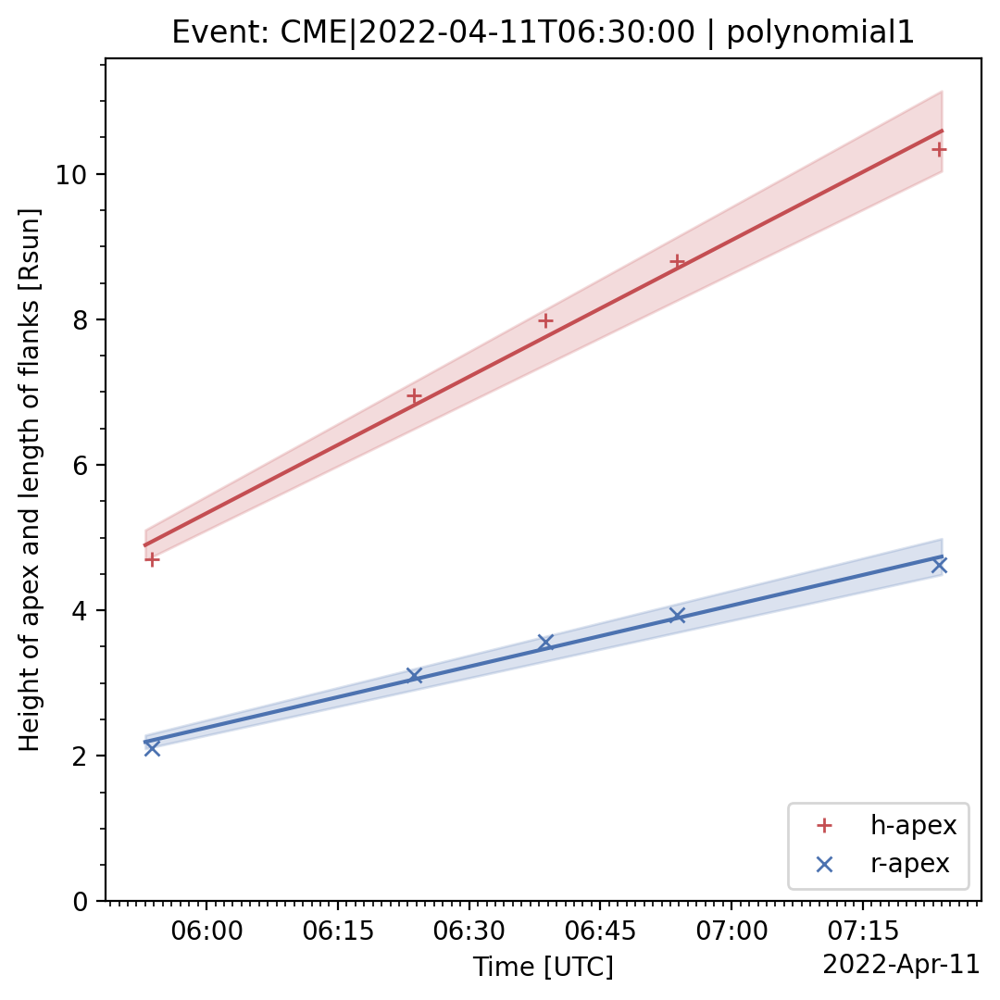 Event: CME|2022-04-11T06:30:00 | polynomial1
Height of apex and length of flanks [Rsun]
10
8
6
4
2
0
h-apex
r-apex
06:00 06:15 06:30 06:45 07:00 07:15
Time [UTC]
2022-Apr-11